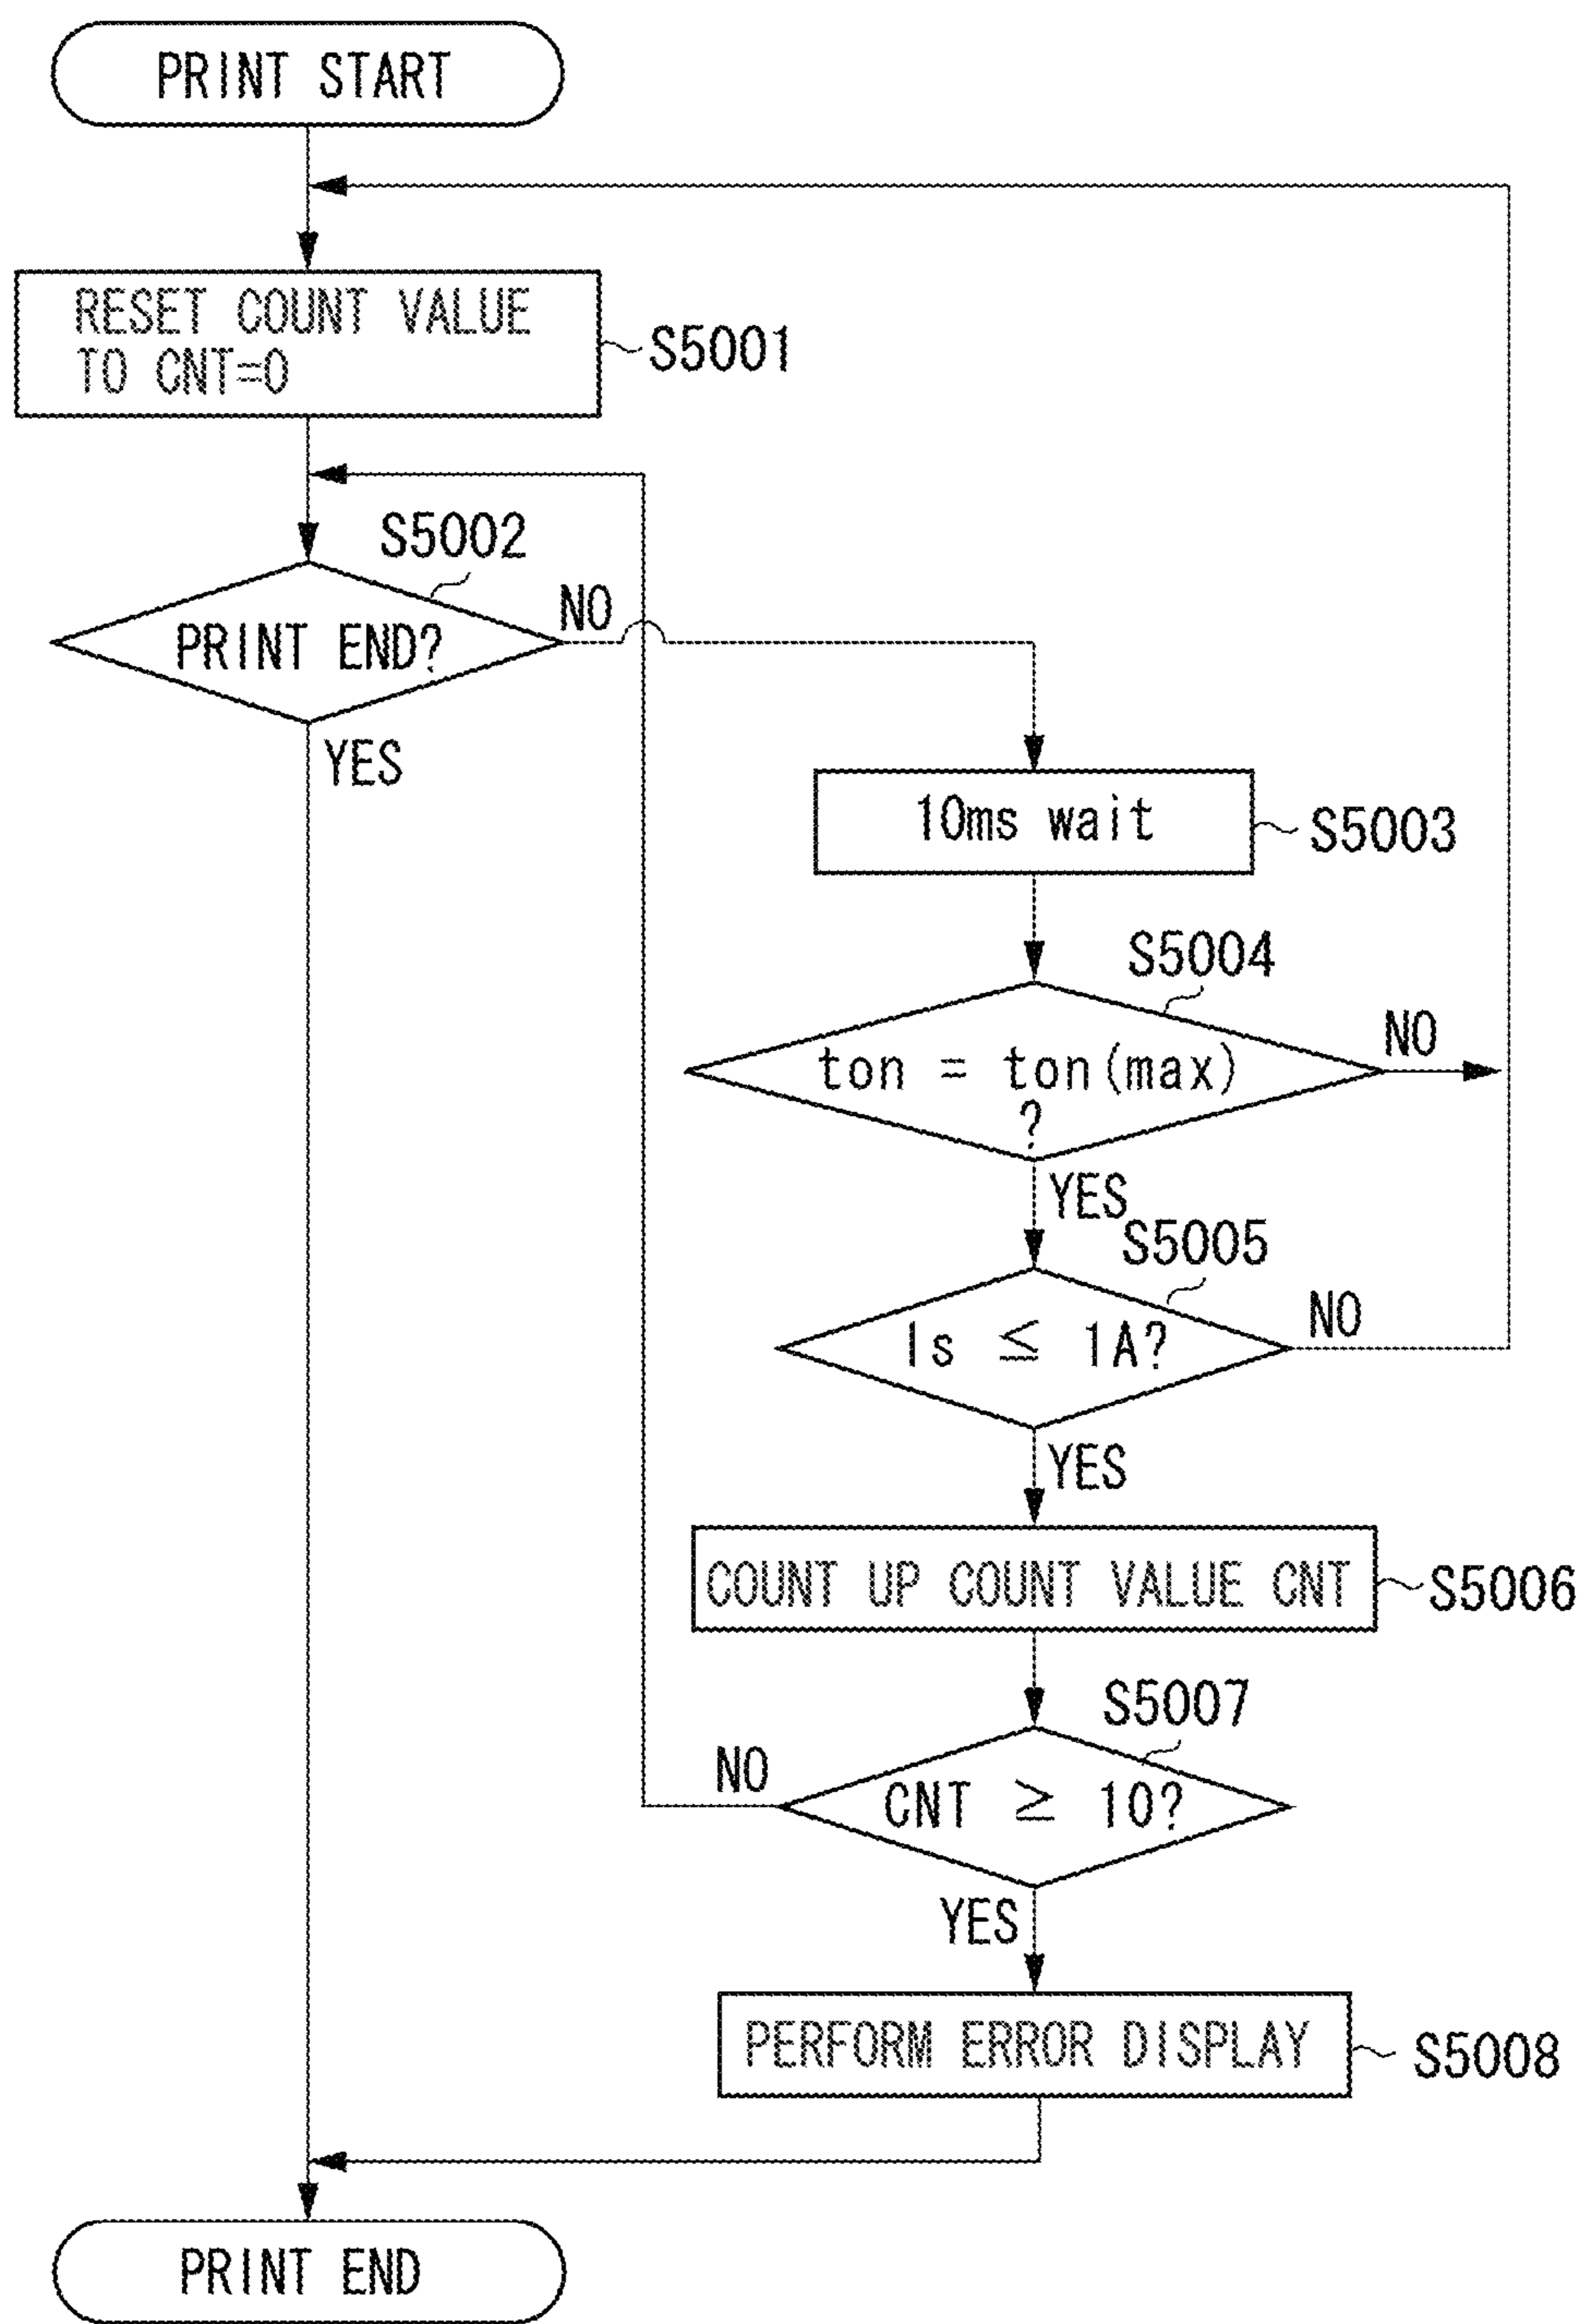 PRINT START
RESET COUNT VALUE
TO CNT=0
S5001
S5002
PRINT END?
NO
YES
10ms wait
S5003
S5004
ton = ton(max)
?
NO
YES
S5005
Is ≤ 1A?
NO
YES
COUNT UP COUNT VALUE CNT
S5006
S5007
CNT ≥ 10?
NO
YES
PERFORM ERROR DISPLAY
S5008
PRINT END